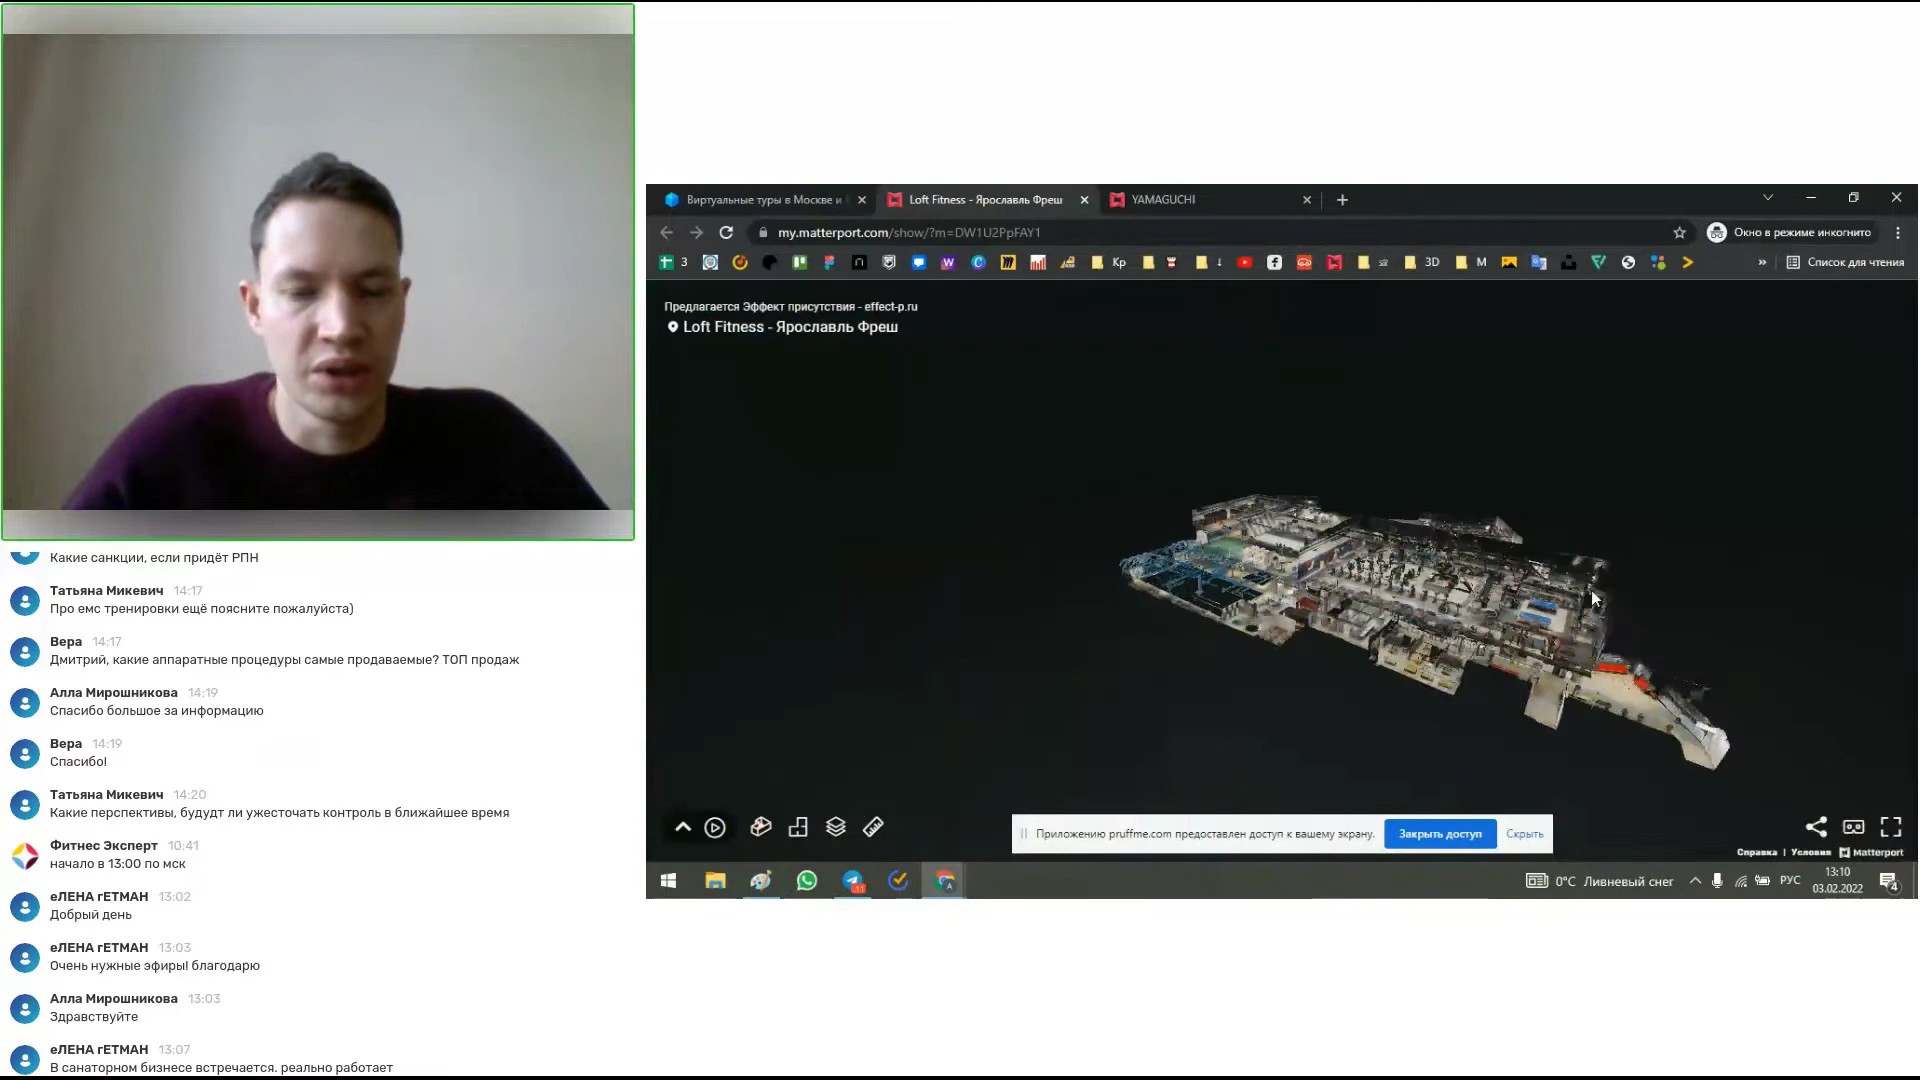 Какие санкции, если придёт РПН
Татьяна Микевич 14:17
Про емс тренировки ещё поясните пожалуйста)
Вера 14:17
Дмитрий, какие аппаратные процедуры самые продаваемые? ТОП продаж
Алла Мирошникова 14:19
Спасибо большое за информацию
Вера 14:19
Спасибо!
Татьяна Микевич 14:20
Какие перспективы, будудт ли ужесточать контроль в ближайшее время
Фитнес Эксперт 10:41
начало в 13:00 по мск
еЛЕНА гЕТМАН 13:02
Добрый день
еЛЕНА гЕТМАН 13:03
Очень нужные эфиры! благодарю
Алла Мирошникова 13:03
Здравствуйте
еЛЕНА гЕТМАН 13:07
В санаторном бизнесе встречается. реально работает
Виртуальные туры в Москве и
Loft Fitness - Ярославль Фреш
YAMAGUCHI
my.matterport.com/show/?m=DW1U2PpFAY1
Окно в режиме инкогнито
3
Кр
3D
М
Список для чтения
Предлагается Эффект присутствия - effect-p.ru
Loft Fitness - Ярославль Фреш
Приложению pruffme.com предоставлен доступ к вашему экрану.
Закрыть доступ
Скрыть
Справка | Условия Matterport
0°C Ливневый снег
РУС
13:10
03.02.2022
4